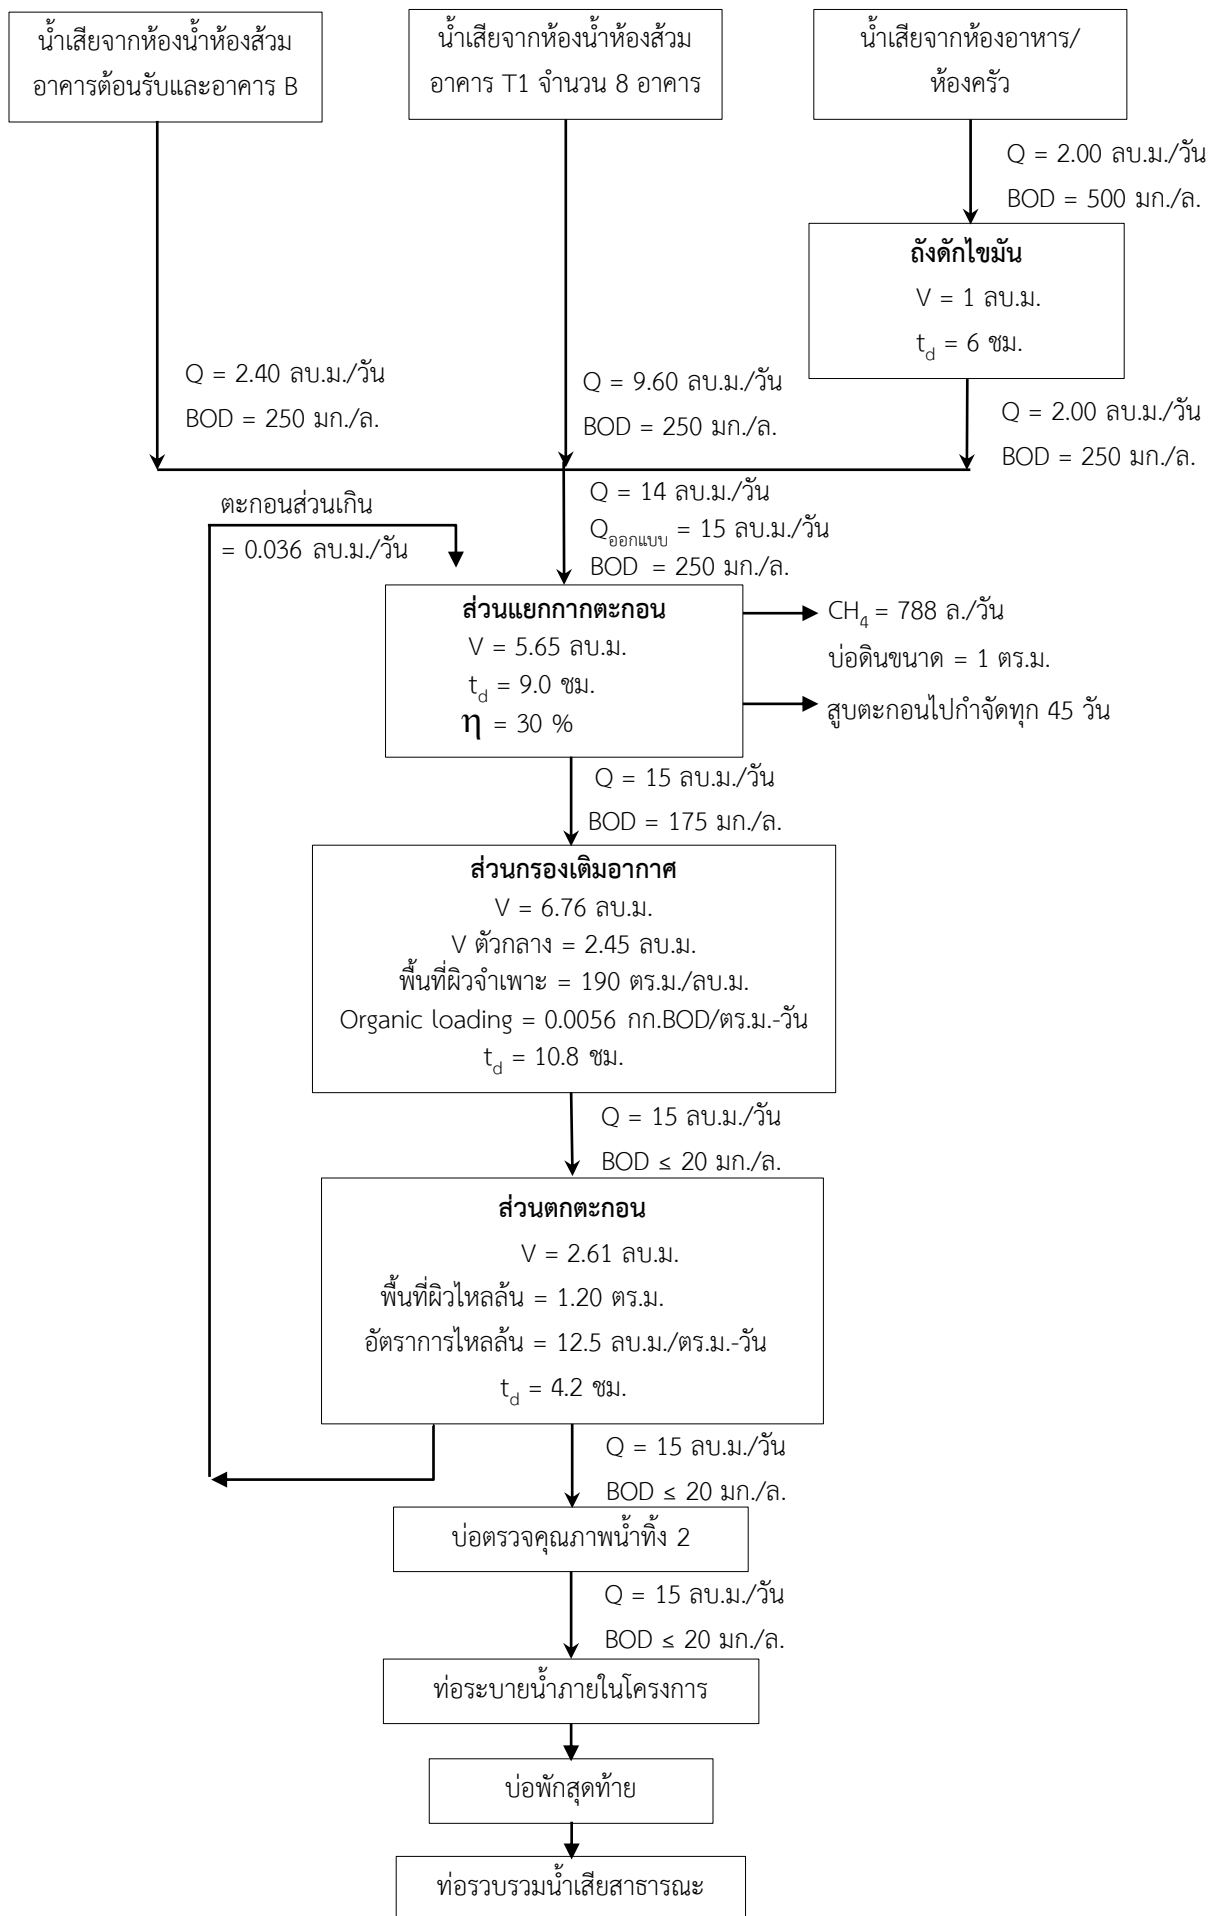 น้ำเสียจากห้องน้ำห้องส้วม
อาคารต้อนรับและอาคาร B
น้ำเสียจากห้องน้ำห้องส้วม
อาคาร T1 จำนวน 8 อาคาร
น้ำเสียจากห้องอาหาร/
ห้องครัว
Q = 2.00 ลบ.ม./วัน
BOD = 500 มก./ล.
ถังดักไขมัน
V = 1 ลบ.ม.
t_d = 6 ชม.
Q = 2.40 ลบ.ม./วัน
BOD = 250 มก./ล.
Q = 9.60 ลบ.ม./วัน
BOD = 250 มก./ล.
Q = 2.00 ลบ.ม./วัน
BOD = 250 มก./ล.
ตะกอนส่วนเกิน
= 0.036 ลบ.ม./วัน
Q = 14 ลบ.ม./วัน
Qออกแบบ = 15 ลบ.ม./วัน
BOD = 250 มก./ล.
ส่วนแยกกากตะกอน
V = 5.65 ลบ.ม.
t_d = 9.0 ชม.
η = 30 %
CH₄ = 788 ล./วัน
บ่อดินขนาด = 1 ตร.ม.
สูบตะกอนไปกำจัดทุก 45 วัน
Q = 15 ลบ.ม./วัน
BOD = 175 มก./ล.
ส่วนกรองเติมอากาศ
V = 6.76 ลบ.ม.
V ตัวกลาง = 2.45 ลบ.ม.
พื้นที่ผิวจำเพาะ = 190 ตร.ม./ลบ.ม.
Organic loading = 0.0056 กก.BOD/ตร.ม.-วัน
t_d = 10.8 ชม.
Q = 15 ลบ.ม./วัน
BOD ≤ 20 มก./ล.
ส่วนตกตะกอน
V = 2.61 ลบ.ม.
พื้นที่ผิวไหลล้น = 1.20 ตร.ม.
อัตราการไหลล้น = 12.5 ลบ.ม./ตร.ม.-วัน
t_d = 4.2 ชม.
Q = 15 ลบ.ม./วัน
BOD ≤ 20 มก./ล.
บ่อตรวจคุณภาพน้ำทิ้ง 2
Q = 15 ลบ.ม./วัน
BOD ≤ 20 มก./ล.
ท่อระบายน้ำภายในโครงการ
บ่อพักสุดท้าย
ท่อรวบรวมน้ำเสียสาธารณะ